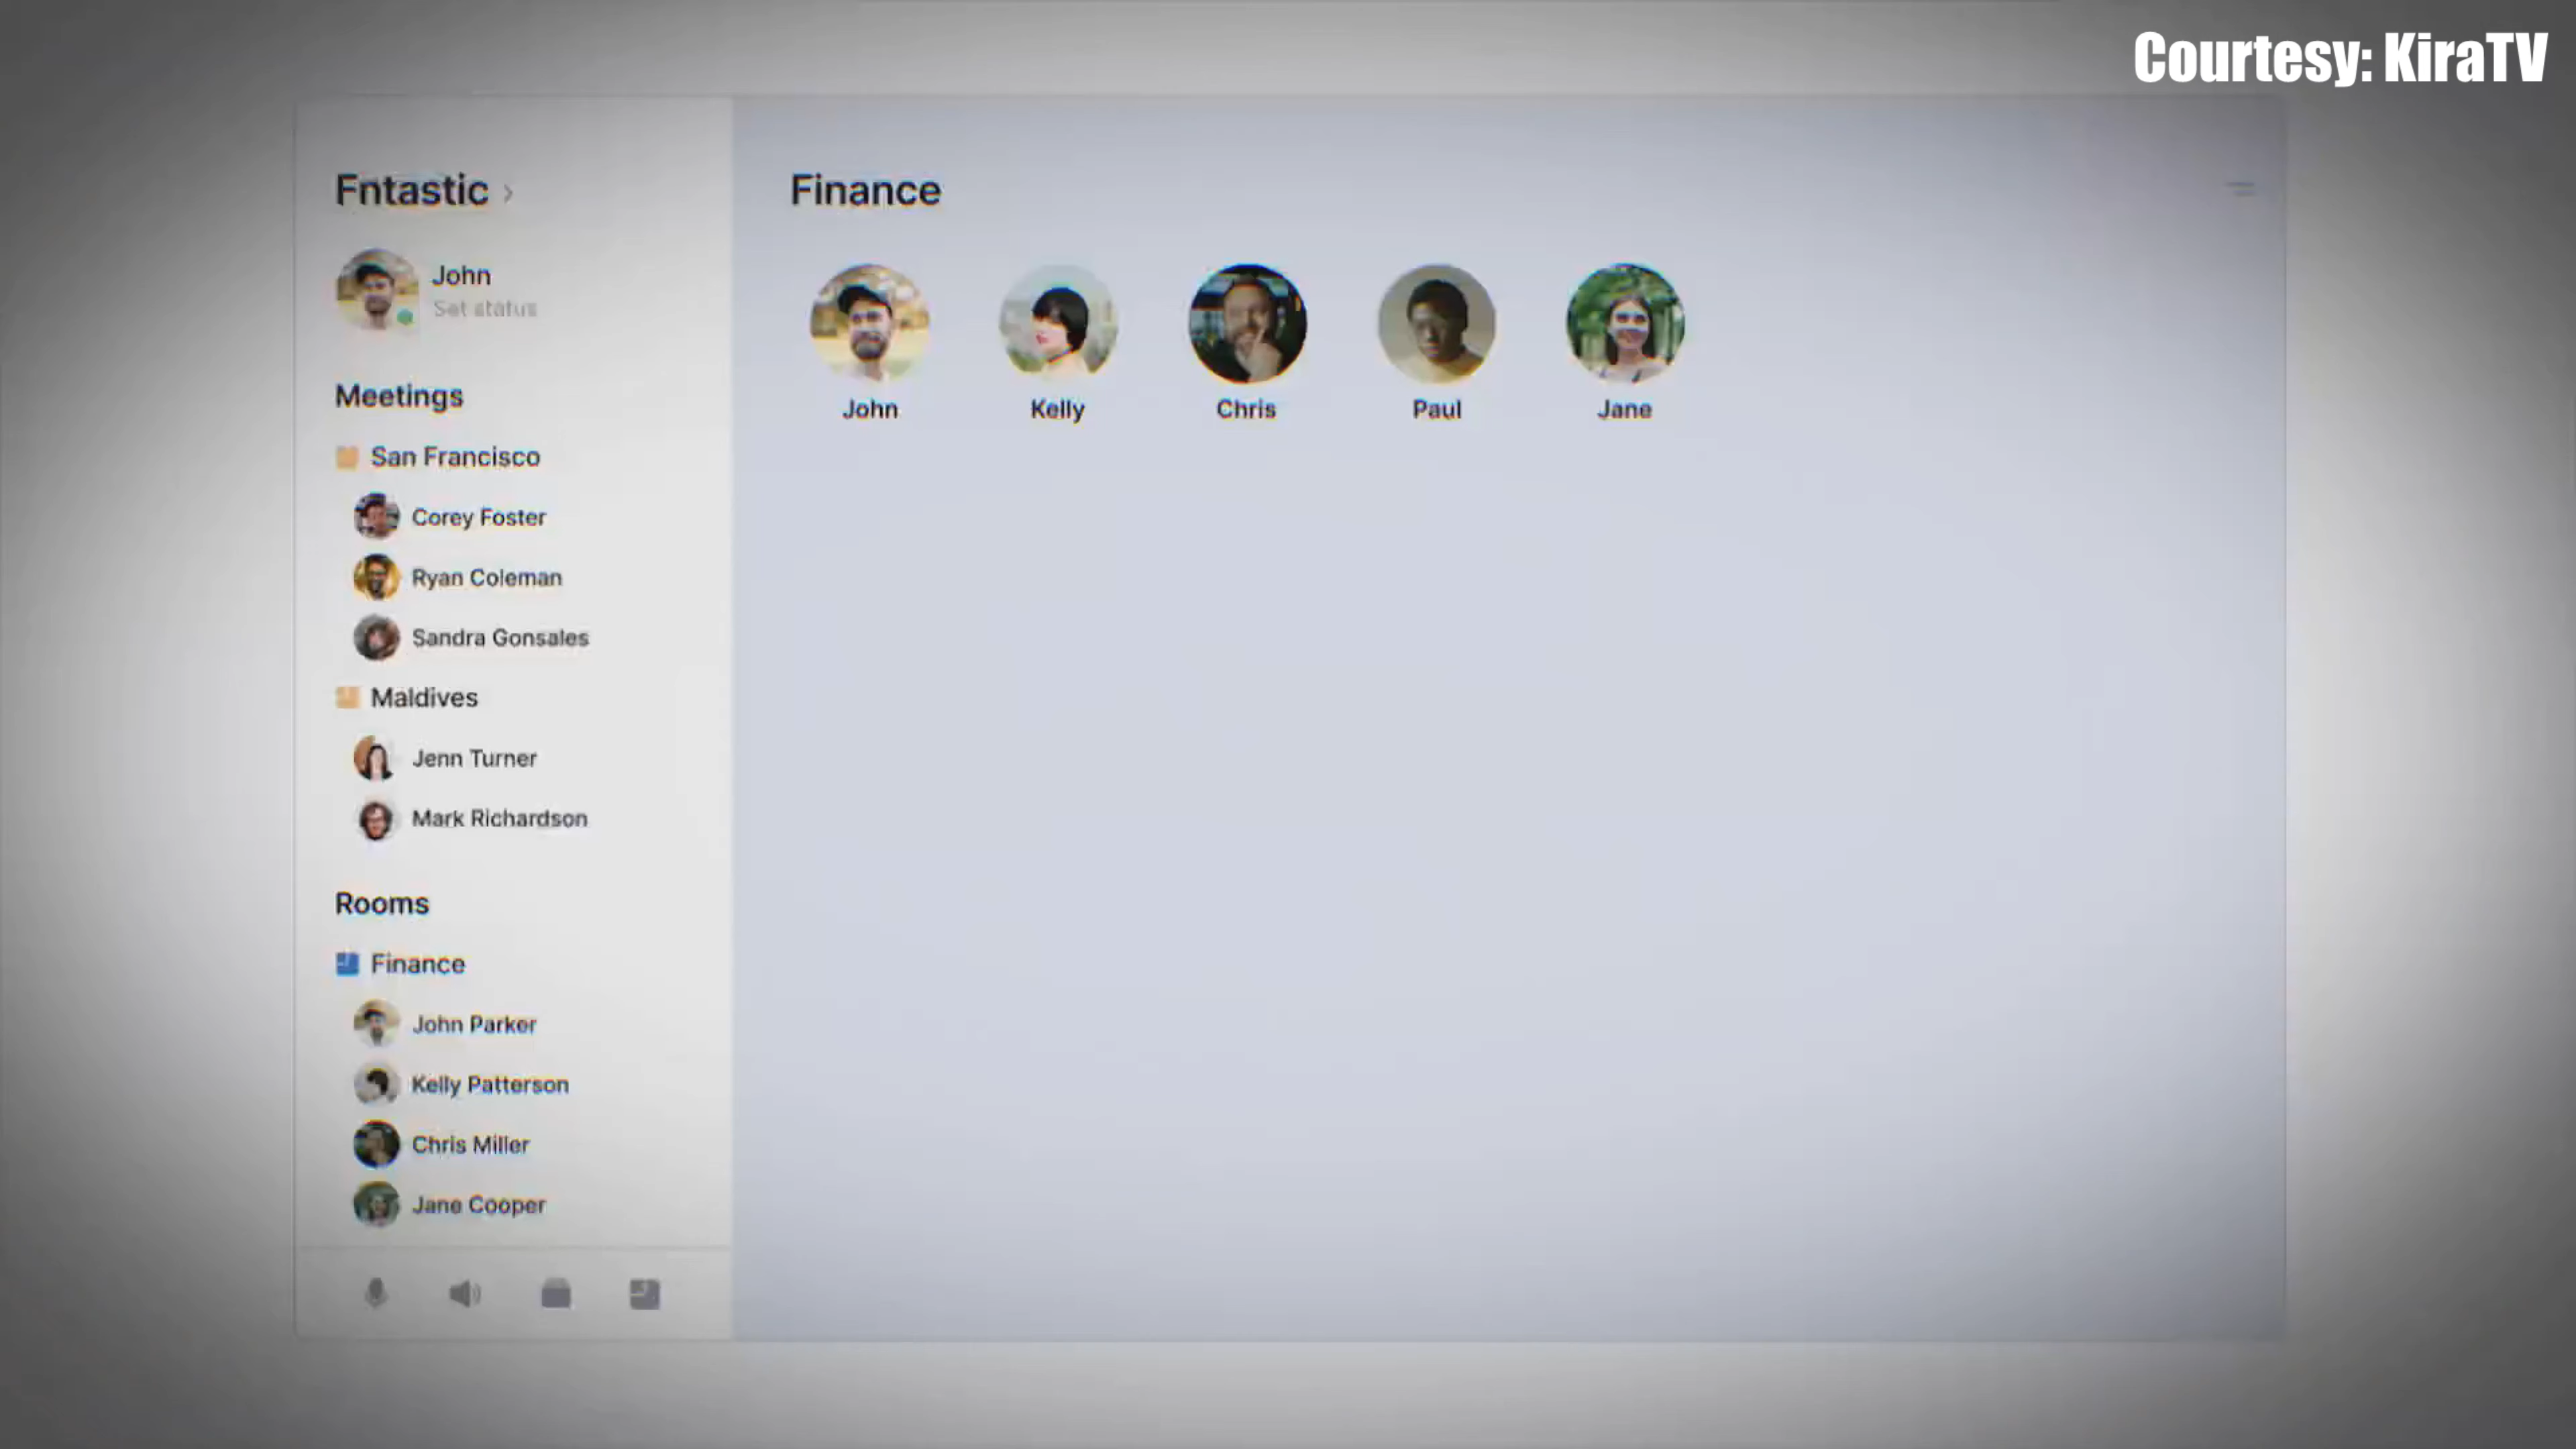 Courtesy: KiraTV
Fntastic
John
Set status
Meetings
San Francisco
Corey Foster
Ryan Coleman
Sandra Gonsales
Maldives
Jenn Turner
Mark Richardson
Rooms
Finance
John Parker
Kelly Patterson
Chris Miller
Jane Cooper
Finance
John
Kelly
Chris
Paul
Jane